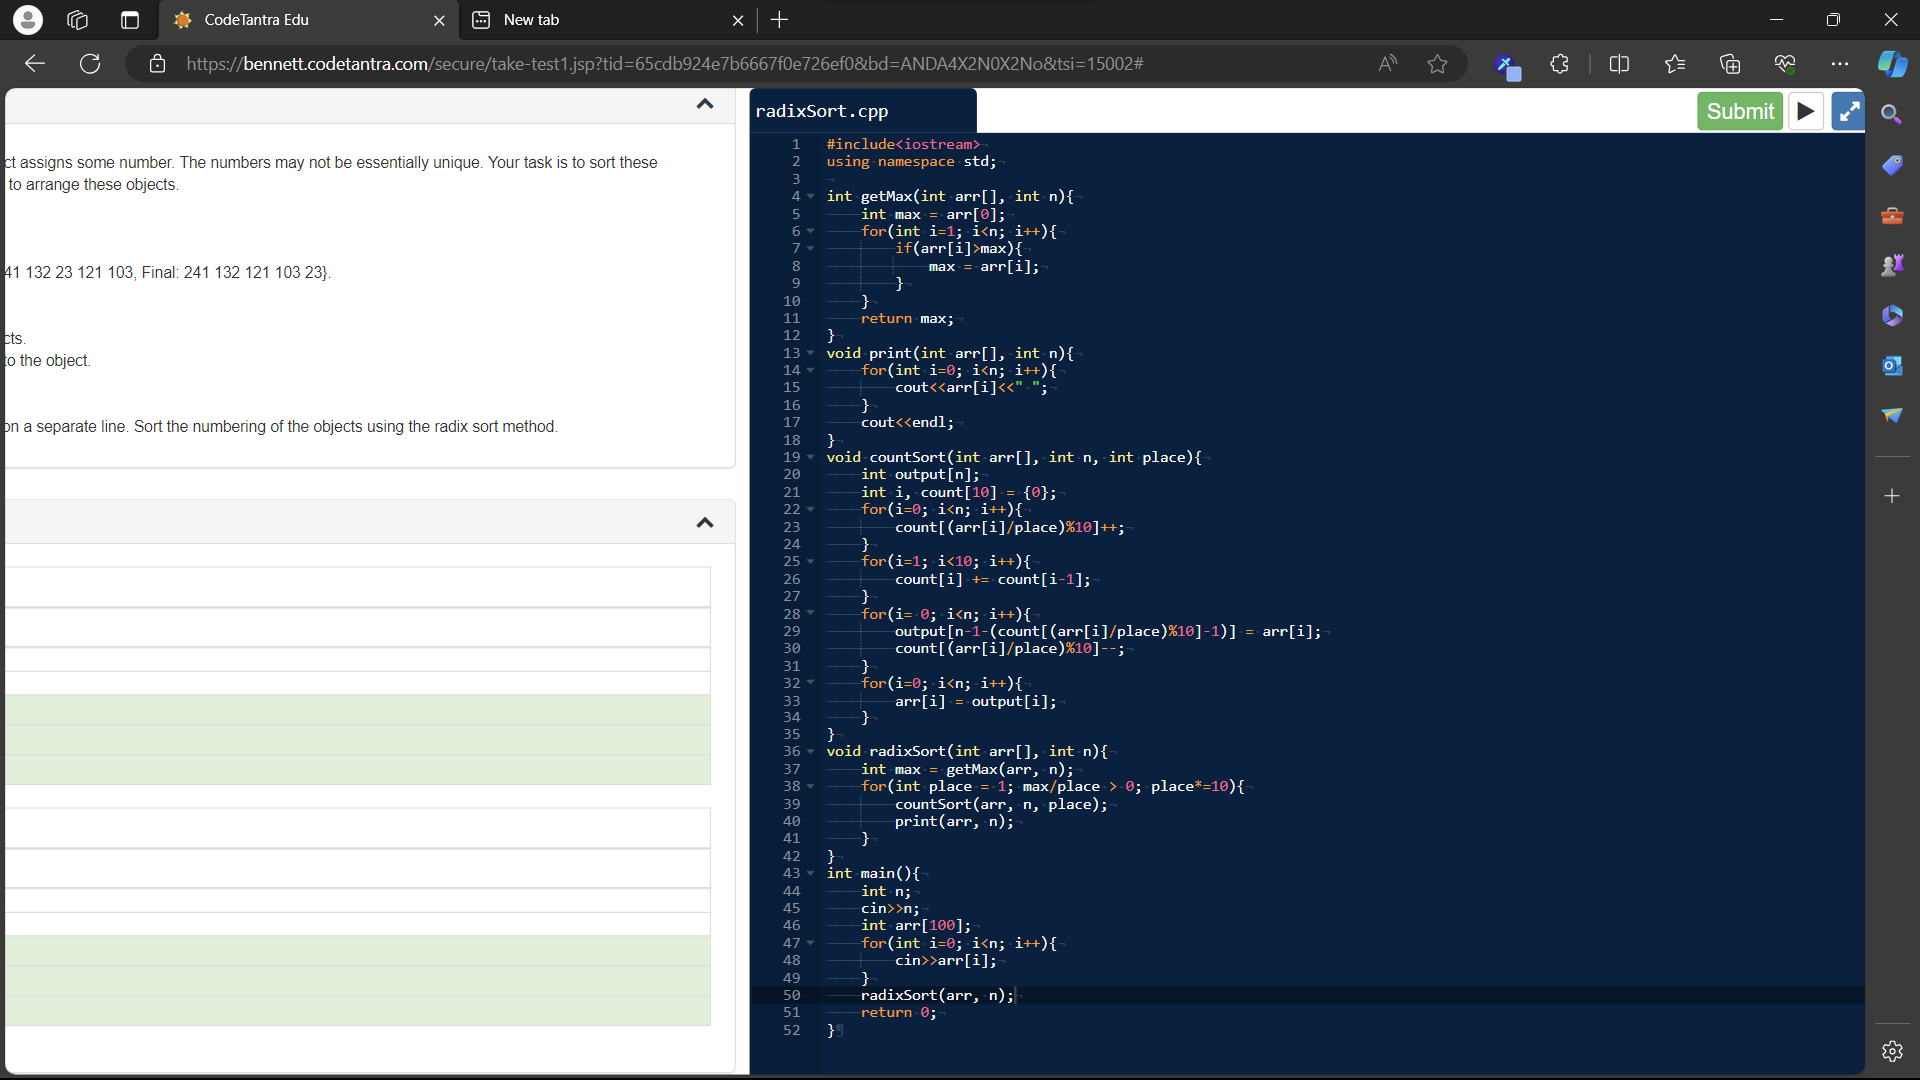 CodeTantra Edu
New tab
https://bennett.codetantra.com/secure/take-test1.jsp?tid=65cdb924e7b6667f0e726ef0&bd=ANDA4X2N0X2No&tsi=15002#
ct assigns some number. The numbers may not be essentially unique. Your task is to sort these
to arrange these objects.
41 132 23 121 103, Final: 241 132 121 103 23}.
cts.
to the object.
on a separate line. Sort the numbering of the objects using the radix sort method.
radixSort.cpp
Submit
1 #include<iostream>
2 using namespace std;
3
4 int getMax(int arr[], int n){
5 int max = arr[0];
6 for(int i=1; i<n; i++){
7 if(arr[i]>max){
8 max = arr[i];
9 }
10 }
11 return max;
12 }
13 void print(int arr[], int n){
14 for(int i=0; i<n; i++){
15 cout<<arr[i]<<" ";
16 }
17 cout<<endl;
18 }
19 void countSort(int arr[], int n, int place){
20 int output[n];
21 int i, count[10] = {0};
22 for(i=0; i<n; i++){
23 count[(arr[i]/place)%10]++;
24 }
25 for(i=1; i<10; i++){
26 count[i] += count[i-1];
27 }
28 for(i= 0; i<n; i++){
29 output[n-1-(count[(arr[i]/place)%10]-1)] = arr[i];
30 count[(arr[i]/place)%10]--;
31 }
32 for(i=0; i<n; i++){
33 arr[i] = output[i];
34 }
35 }
36 void radixSort(int arr[], int n){
37 int max = getMax(arr, n);
38 for(int place = 1; max/place > 0; place*=10){
39 countSort(arr, n, place);
40 print(arr, n);
41 }
42 }
43 int main(){
44 int n;
45 cin>>n;
46 int arr[100];
47 for(int i=0; i<n; i++){
48 cin>>arr[i];
49 }
50 radixSort(arr, n);
51 return 0;
52 }